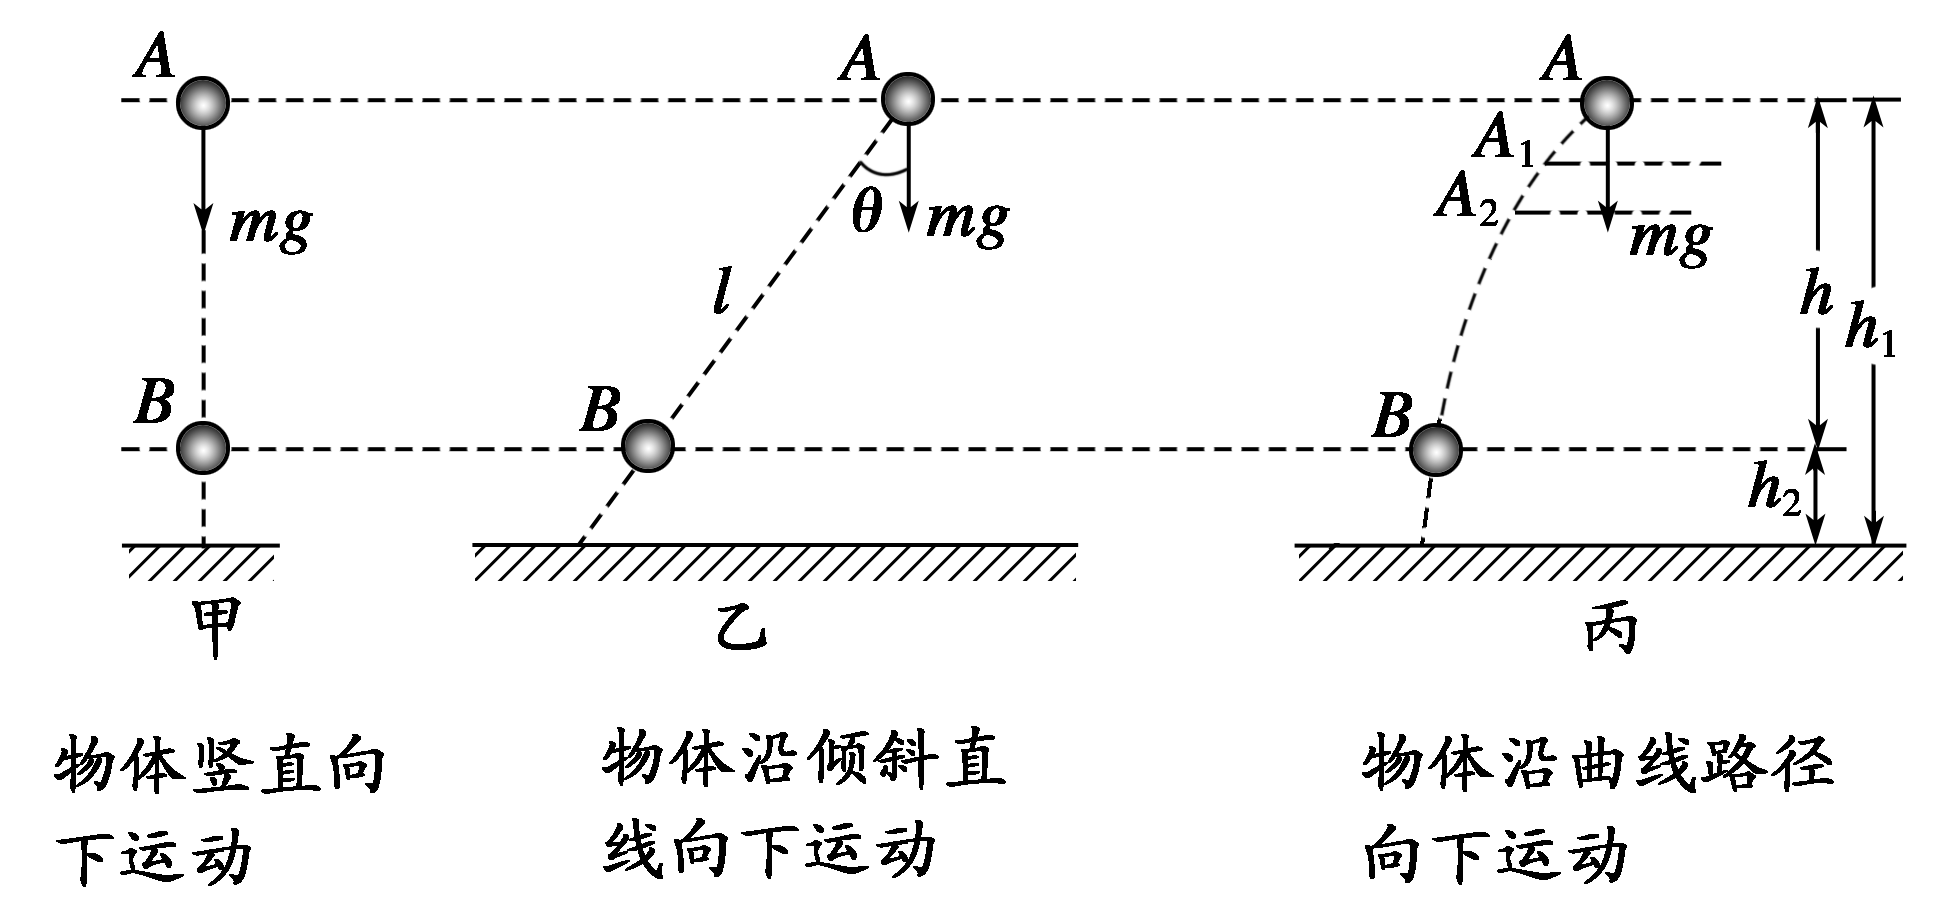 A A A
A₁
θ A₂
mg mg mg
l h h₁
B B B
h₂
甲 乙 丙
物体竖直向 物体沿倾斜直 物体沿曲线路径
下运动 线向下运动 向下运动